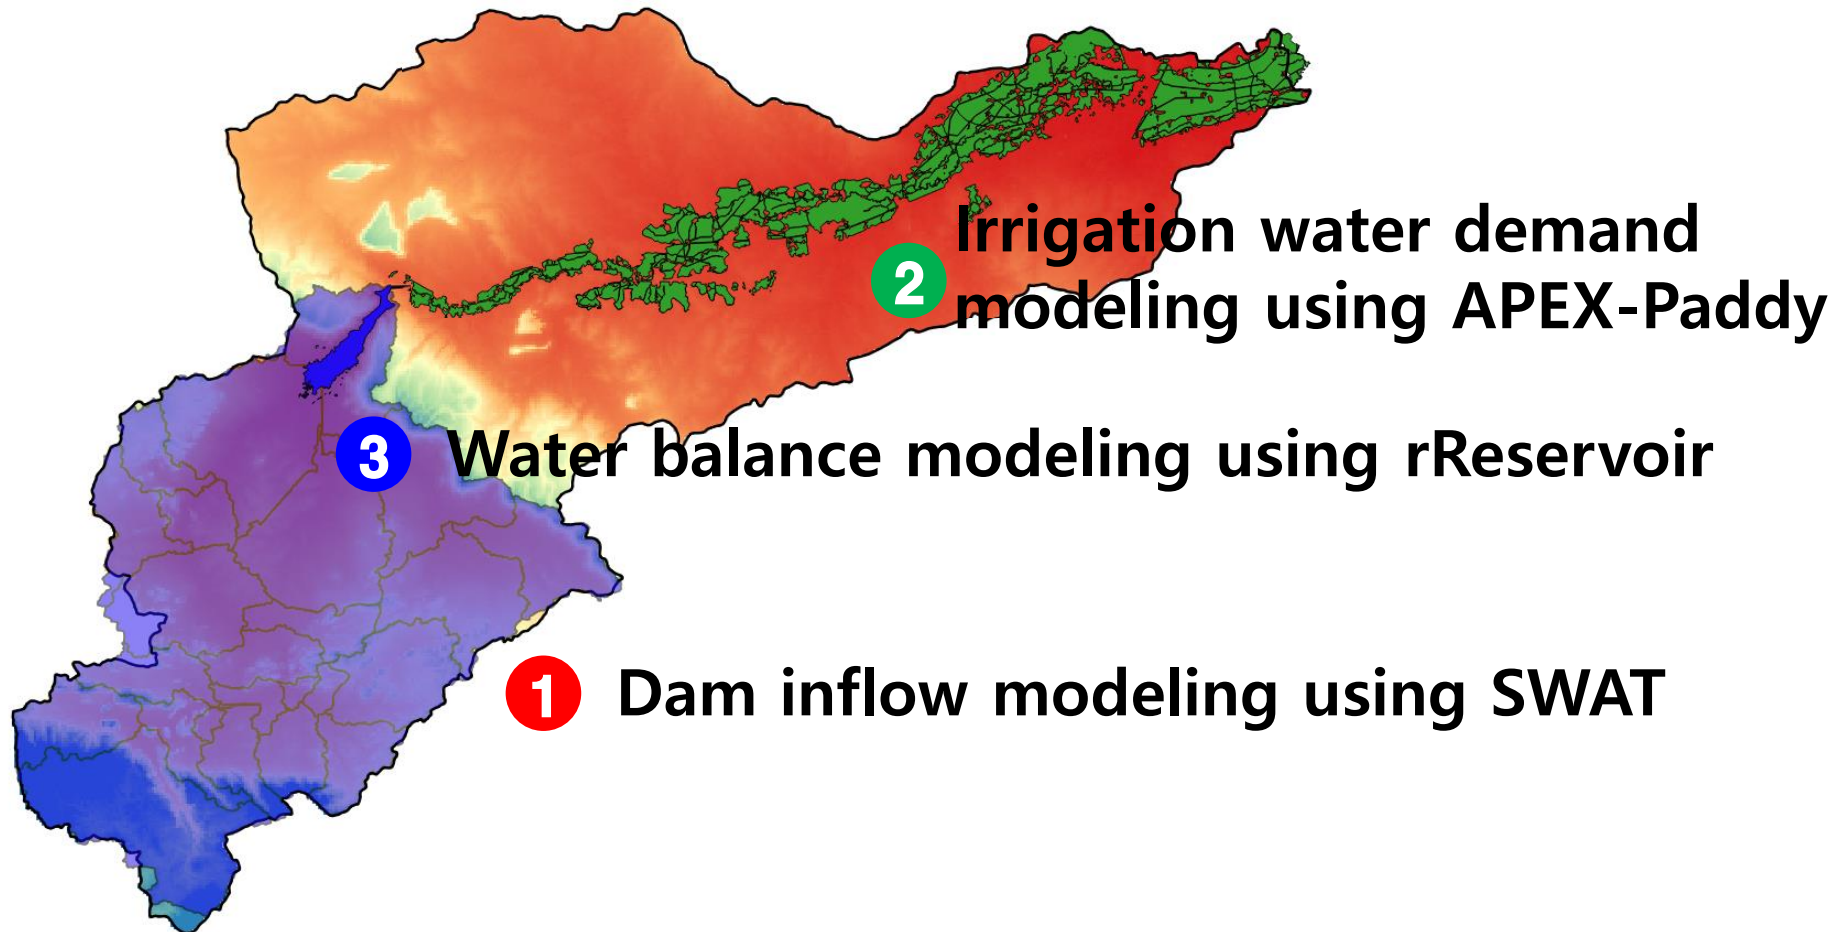 2 Irrigation water demand
modeling using APEX-Paddy
3 Water balance modeling using rReservoir
1 Dam inflow modeling using SWAT